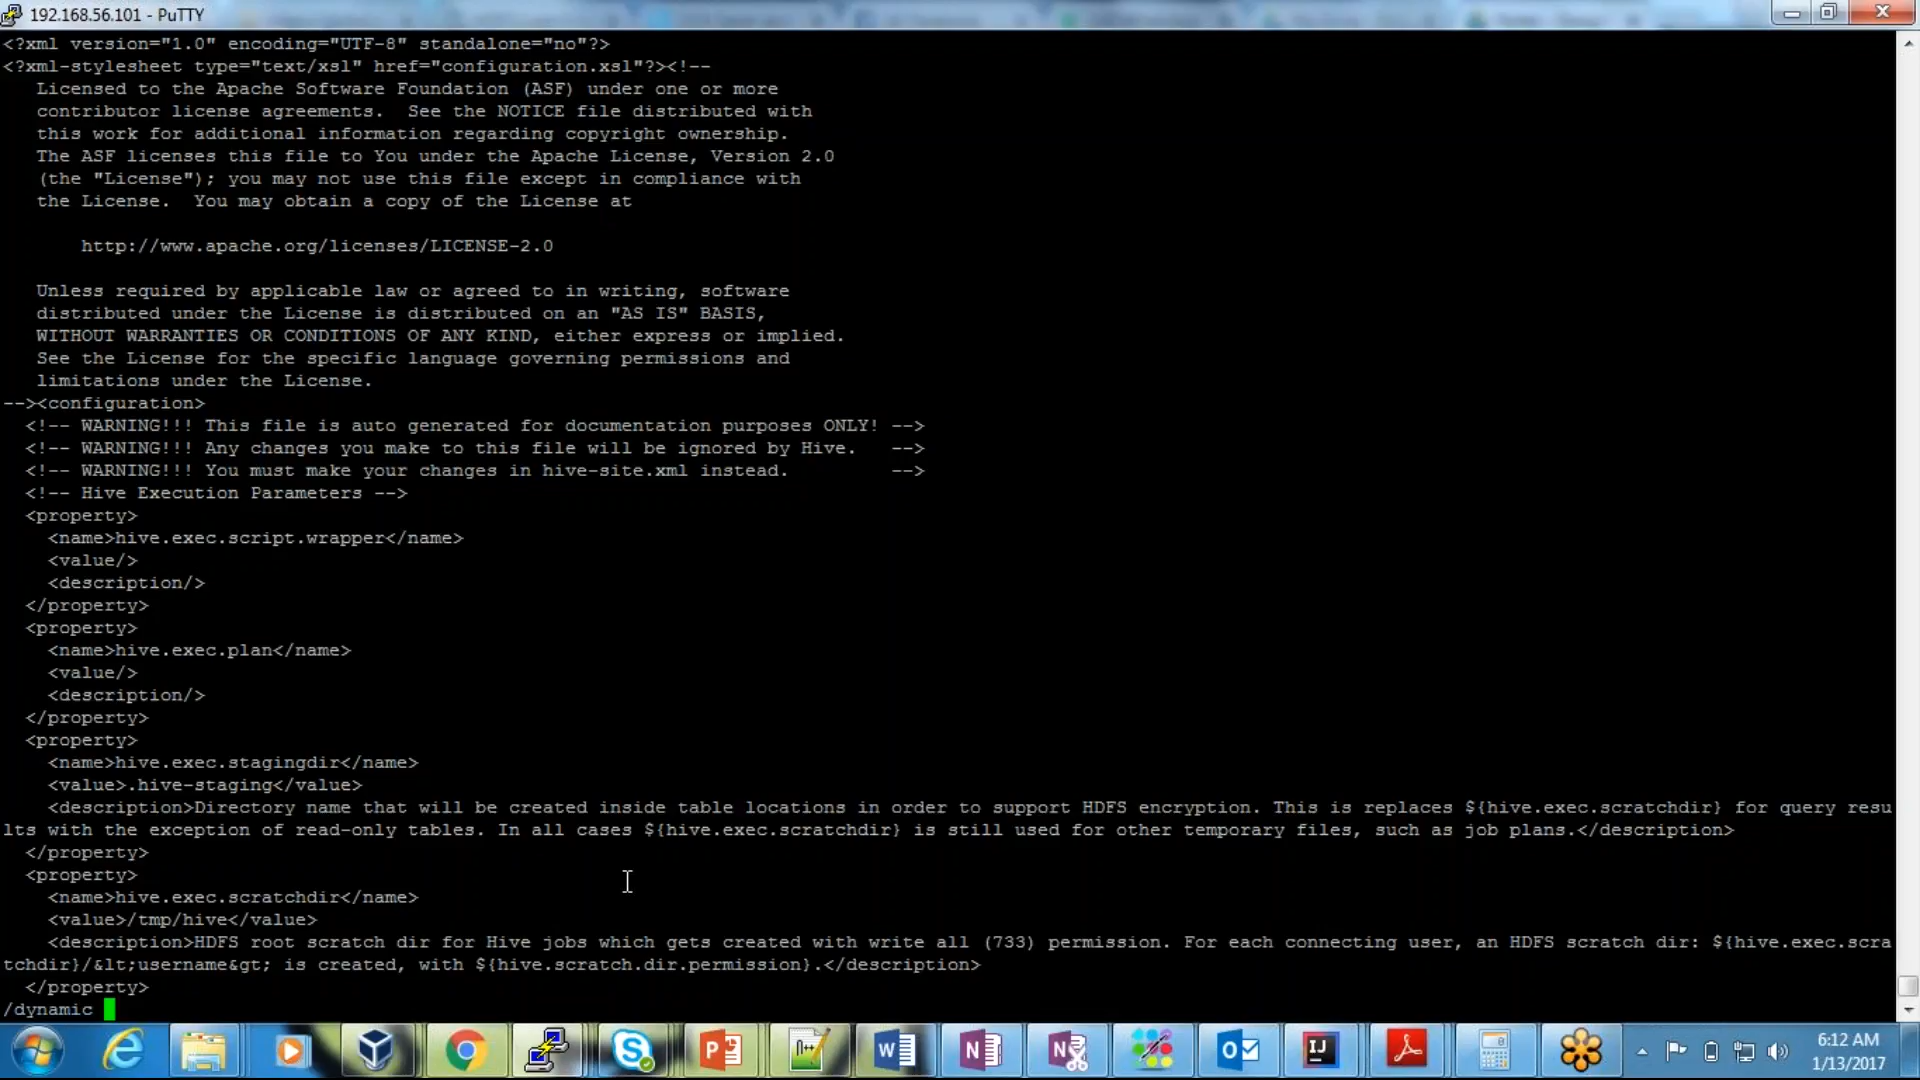 192.168.56.101 - PuTTY
<?xml version="1.0" encoding="UTF-8" standalone="no"?>
<?xml-stylesheet type="text/xsl" href="configuration.xsl"?><!--
   Licensed to the Apache Software Foundation (ASF) under one or more
   contributor license agreements.  See the NOTICE file distributed with
   this work for additional information regarding copyright ownership.
   The ASF licenses this file to You under the Apache License, Version 2.0
   (the "License"); you may not use this file except in compliance with
   the License.  You may obtain a copy of the License at
       http://www.apache.org/licenses/LICENSE-2.0
   Unless required by applicable law or agreed to in writing, software
   distributed under the License is distributed on an "AS IS" BASIS,
   WITHOUT WARRANTIES OR CONDITIONS OF ANY KIND, either express or implied.
   See the License for the specific language governing permissions and
   limitations under the License.
--><configuration>
  <!-- WARNING!!! This file is auto generated for documentation purposes ONLY! -->
  <!-- WARNING!!! Any changes you make to this file will be ignored by Hive.   -->
  <!-- WARNING!!! You must make your changes in hive-site.xml instead.         -->
  <!-- Hive Execution Parameters -->
  <property>
    <name>hive.exec.script.wrapper</name>
    <value/>
    <description/>
  </property>
  <property>
    <name>hive.exec.plan</name>
    <value/>
    <description/>
  </property>
  <property>
    <name>hive.exec.stagingdir</name>
    <value>.hive-staging</value>
    <description>Directory name that will be created inside table locations in order to support HDFS encryption. This is replaces ${hive.exec.scratchdir} for query resu
lts with the exception of read-only tables. In all cases ${hive.exec.scratchdir} is still used for other temporary files, such as job plans.</description>
  </property>
  <property>
    <name>hive.exec.scratchdir</name>
    <value>/tmp/hive</value>
    <description>HDFS root scratch dir for Hive jobs which gets created with write all (733) permission. For each connecting user, an HDFS scratch dir: ${hive.exec.scra
tchdir}/&lt;username&gt; is created, with ${hive.scratch.dir.permission}.</description>
  </property>
/dynamic
6:12 AM
1/13/2017